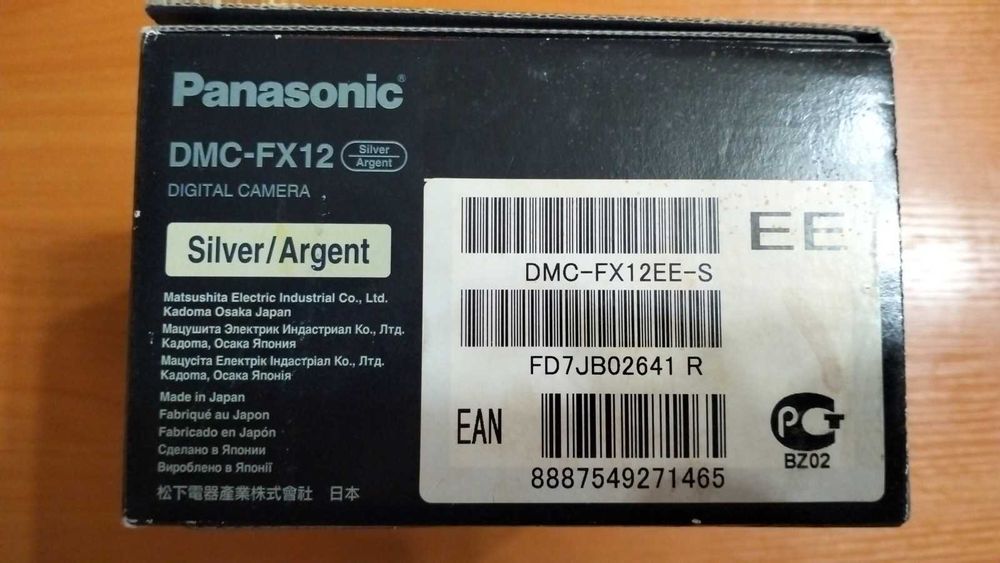 Panasonic®
DMC-FX12 Silver Argent
DIGITAL CAMERA
Silver/Argent
Matsushita Electric Industrial Co., Ltd.
Kadoma Osaka Japan
Мацушита Электрик Индастриал Ко., Лтд.
Кадома, Осака Япония
Мацусіта Електрік Індастріал Ко., Лтд.
Кадома, Осака Японія
Made in Japan
Fabriqué au Japon
Fabricado en Japón
Сделано в Японии
Вироблено в Японії
松下電器產業株式會社 日本
EE
DMC-FX12EE-S
FD7JB02641 R
EAN
8887549271465
РСТ
BZ02